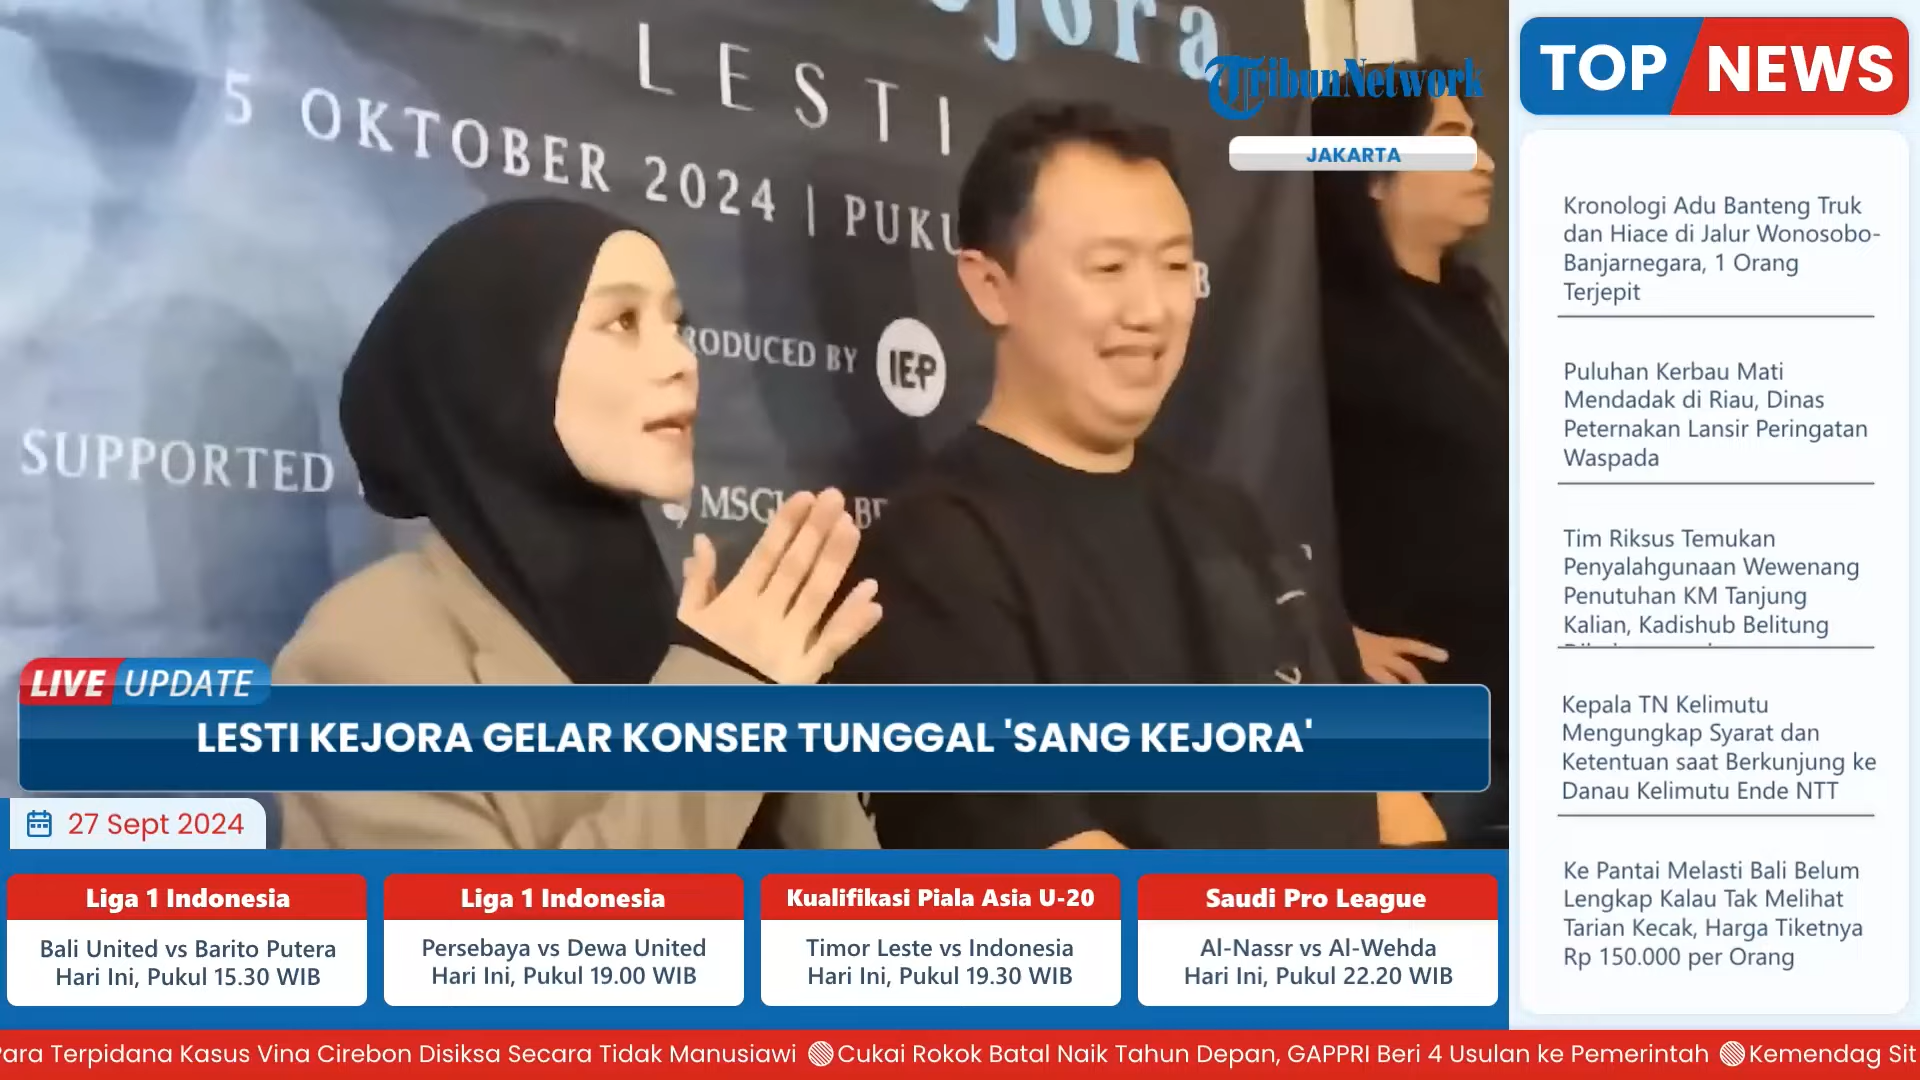 ejora
LESTI
5 OKTOBER 2024 | PUKU
B
RODUCED BY
IEP
SUPPORTED
MSGL
TribunNetwork
JAKARTA
LIVE UPDATE
LESTI KEJORA GELAR KONSER TUNGGAL 'SANG KEJORA'
27 Sept 2024
Liga 1 Indonesia
Bali United vs Barito Putera
Hari Ini, Pukul 15.30 WIB
Liga 1 Indonesia
Persebaya vs Dewa United
Hari Ini, Pukul 19.00 WIB
Kualifikasi Piala Asia U-20
Timor Leste vs Indonesia
Hari Ini, Pukul 19.30 WIB
Saudi Pro League
Al-Nassr vs Al-Wehda
Hari Ini, Pukul 22.20 WIB
TOP NEWS
Kronologi Adu Banteng Truk
dan Hiace di Jalur Wonosobo-
Banjarnegara, 1 Orang
Terjepit
Puluhan Kerbau Mati
Mendadak di Riau, Dinas
Peternakan Lansir Peringatan
Waspada
Tim Riksus Temukan
Penyalahgunaan Wewenang
Penutuhan KM Tanjung
Kalian, Kadishub Belitung
Kepala TN Kelimutu
Mengungkap Syarat dan
Ketentuan saat Berkunjung ke
Danau Kelimutu Ende NTT
Ke Pantai Melasti Bali Belum
Lengkap Kalau Tak Melihat
Tarian Kecak, Harga Tiketnya
Rp 150.000 per Orang
ara Terpidana Kasus Vina Cirebon Disiksa Secara Tidak Manusiawi Cukai Rokok Batal Naik Tahun Depan, GAPPRI Beri 4 Usulan ke Pemerintah Kemendag Sit